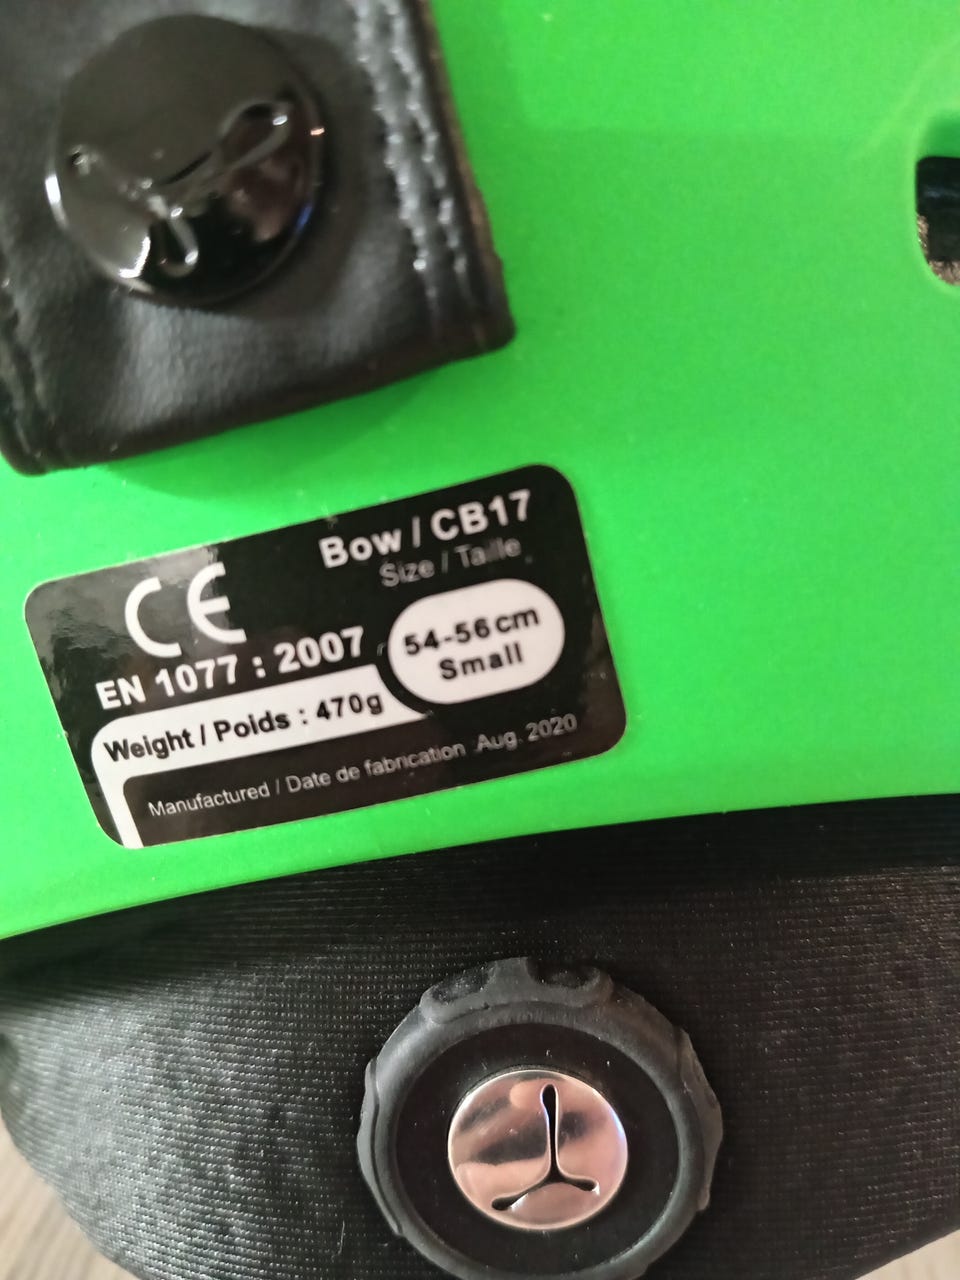 Bow / CB17
Size / Taille
CE
54-56cm
Small
EN 1077 : 2007
Weight / Poids : 470g
Manufactured / Date de fabrication Aug. 2020